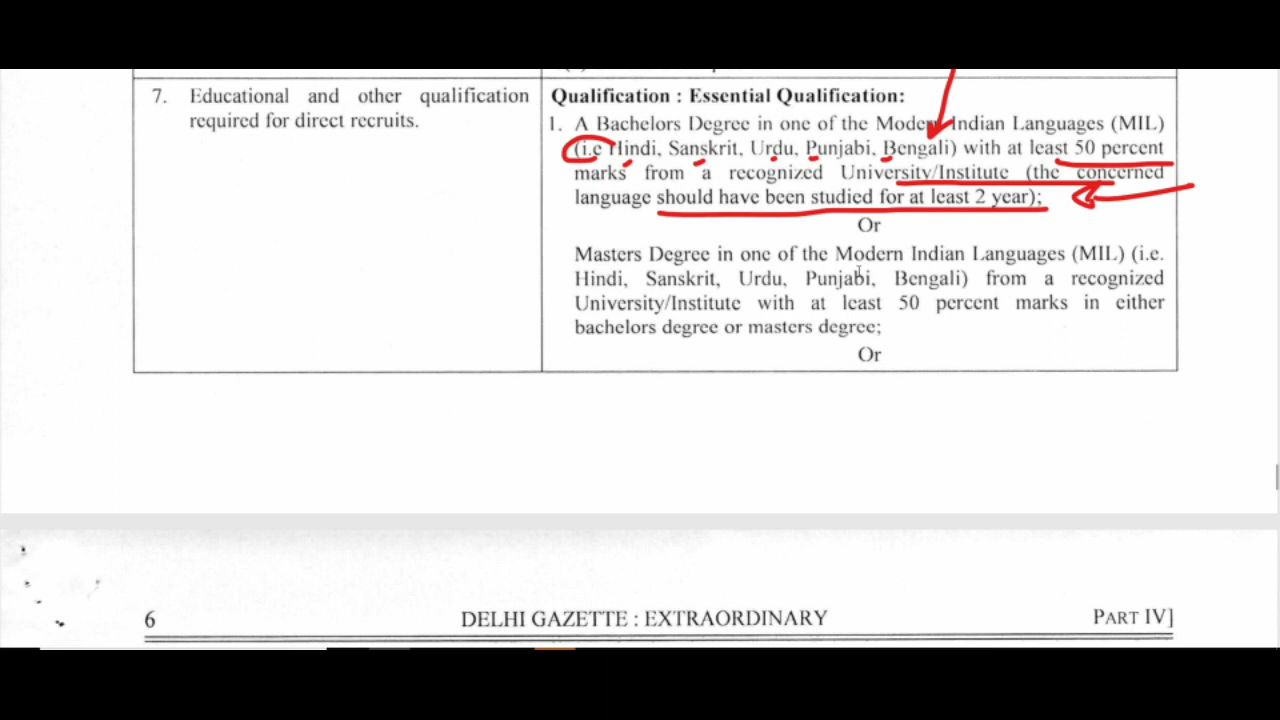 7. Educational and other qualification
required for direct recruits.
Qualification : Essential Qualification:
1. A Bachelors Degree in one of the Modern Indian Languages (MIL)
(i.e Hindi, Sanskrit, Urdu, Punjabi, Bengali) with at least 50 percent
marks from a recognized University/Institute (the concerned
language should have been studied for at least 2 year);
Or
Masters Degree in one of the Modern Indian Languages (MIL) (i.e.
Hindi, Sanskrit, Urdu, Punjabi, Bengali) from a recognized
University/Institute with at least 50 percent marks in either
bachelors degree or masters degree;
Or
6 DELHI GAZETTE : EXTRAORDINARY PART IV]